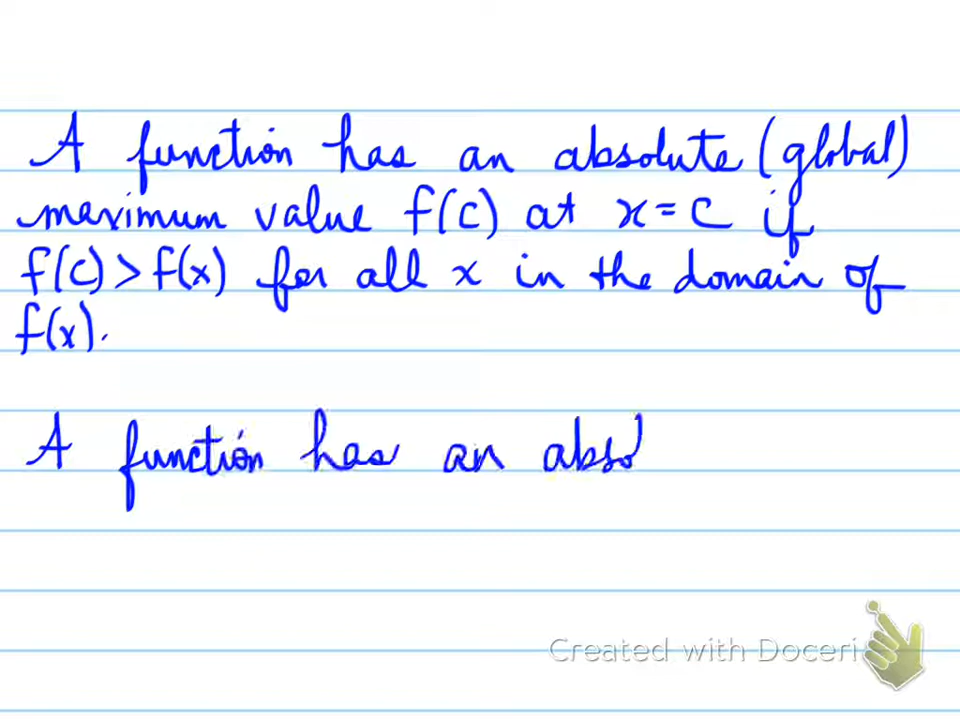 A function has an absolute (global)
maximum value f(c) at x = c if
f(c) > f(x) for all x in the domain of
f(x).
A function has an abso
Created with Doceri